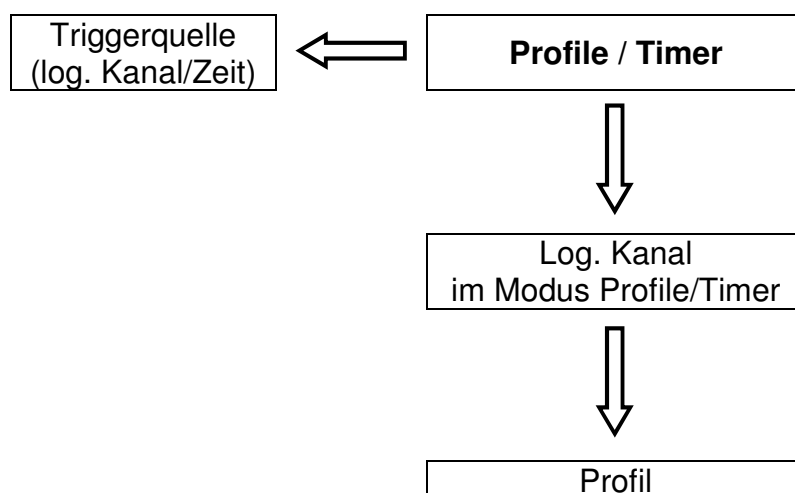 Triggerquelle
(log. Kanal/Zeit)
Profile / Timer
Log. Kanal
im Modus Profile/Timer
Profil